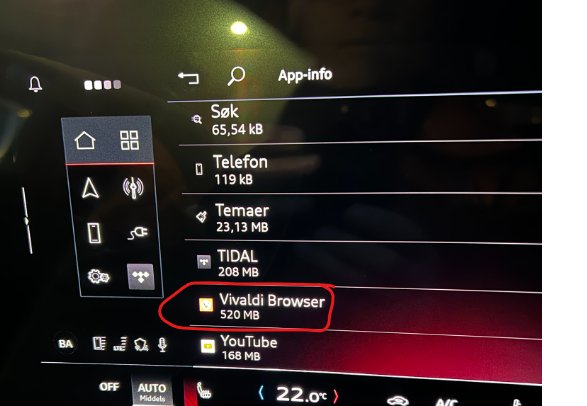 App-info
Søk
65,54 kB
Telefon
119 kB
Temaer
23,13 MB
TIDAL
208 MB
Vivaldi Browser
520 MB
YouTube
168 MB
BA
LTE
OFF
AUTO
Middels
22.0°C
A/C